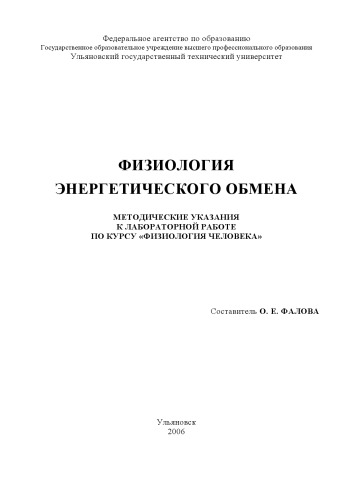 Федеральное агентство по образованию
Государственное образовательное учреждение высшего профессионального образования
Ульяновский государственный технический университет
ФИЗИОЛОГИЯ
ЭНЕРГЕТИЧЕСКОГО ОБМЕНА
МЕТОДИЧЕСКИЕ УКАЗАНИЯ
К ЛАБОРАТОРНОЙ РАБОТЕ
ПО КУРСУ «ФИЗИОЛОГИЯ ЧЕЛОВЕКА»
Составитель О. Е. ФАЛОВА
Ульяновск
2006